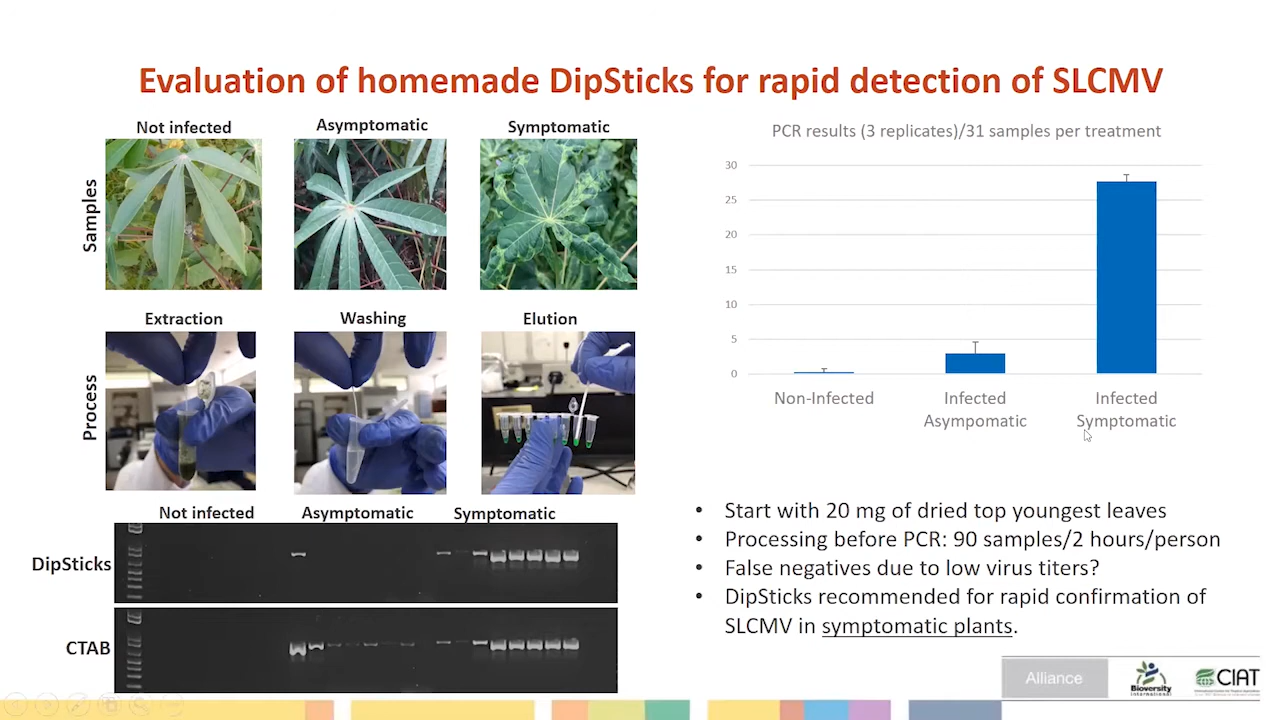 Evaluation of homemade DipSticks for rapid detection of SLCMV
Not infected
Asymptomatic
Symptomatic
Samples
Extraction
Washing
Elution
Process
Not infected
Asymptomatic
Symptomatic
DipSticks
CTAB
PCR results (3 replicates)/31 samples per treatment
30
25
20
15
10
5
0
Non-Infected
Infected
Asympomatic
Infected
Symptomatic
• Start with 20 mg of dried top youngest leaves
• Processing before PCR: 90 samples/2 hours/person
• False negatives due to low virus titers?
• DipSticks recommended for rapid confirmation of
SLCMV in symptomatic plants.
Alliance
Bioversity
International
CIAT